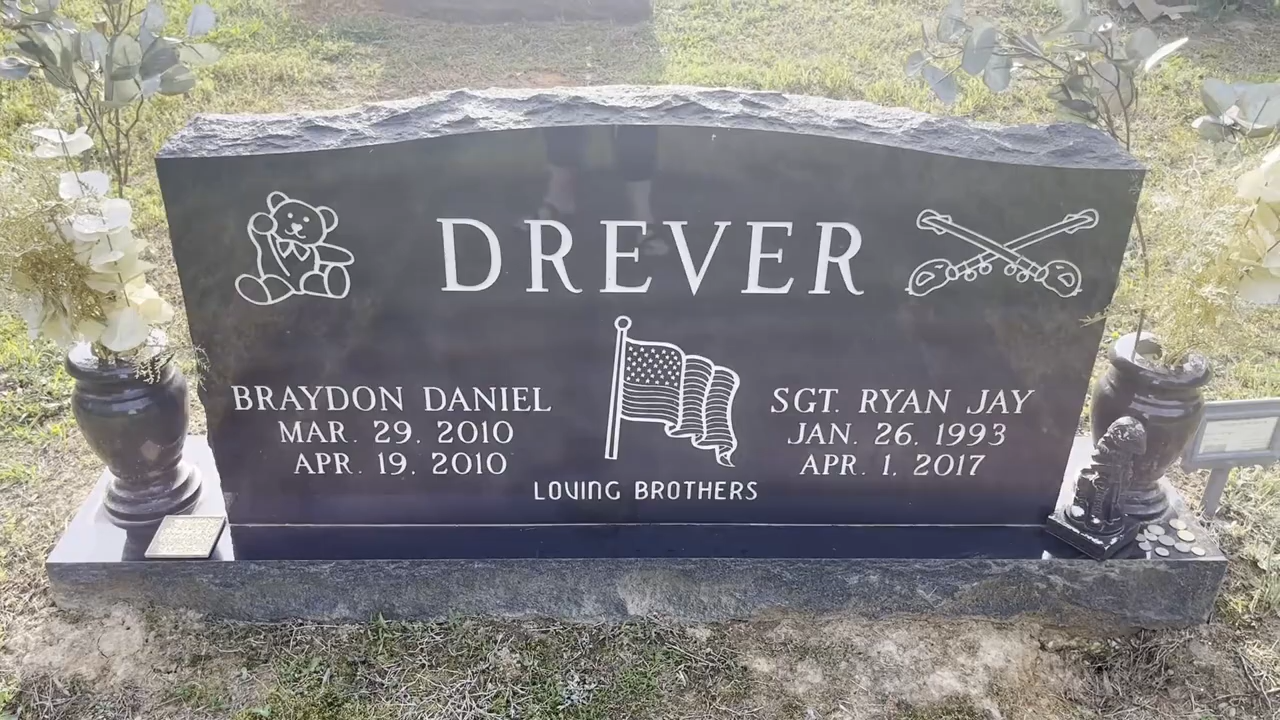 DREVER
BRAYDON DANIEL
MAR. 29. 2010
APR. 19. 2010
SGT. RYAN JAY
JAN. 26. 1993
APR. 1. 2017
LOVING BROTHERS